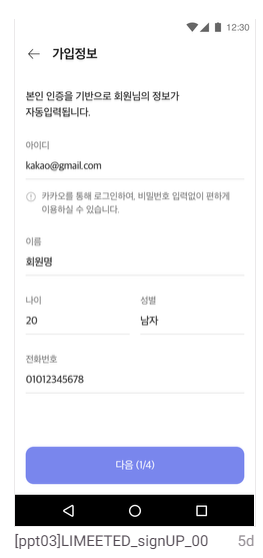 12:30
가입정보
본인 인증을 기반으로 회원님의 정보가
자동입력됩니다.
아이디
kakao@gmail.com
카카오를 통해 로그인하여, 비밀번호 입력없이 편하게
이용하실 수 있습니다.
이름
회원명
나이 성별
20 남자
전화번호
01012345678
다음 (1/4)
[ppt03]LIMEETED_signUP_00 5d